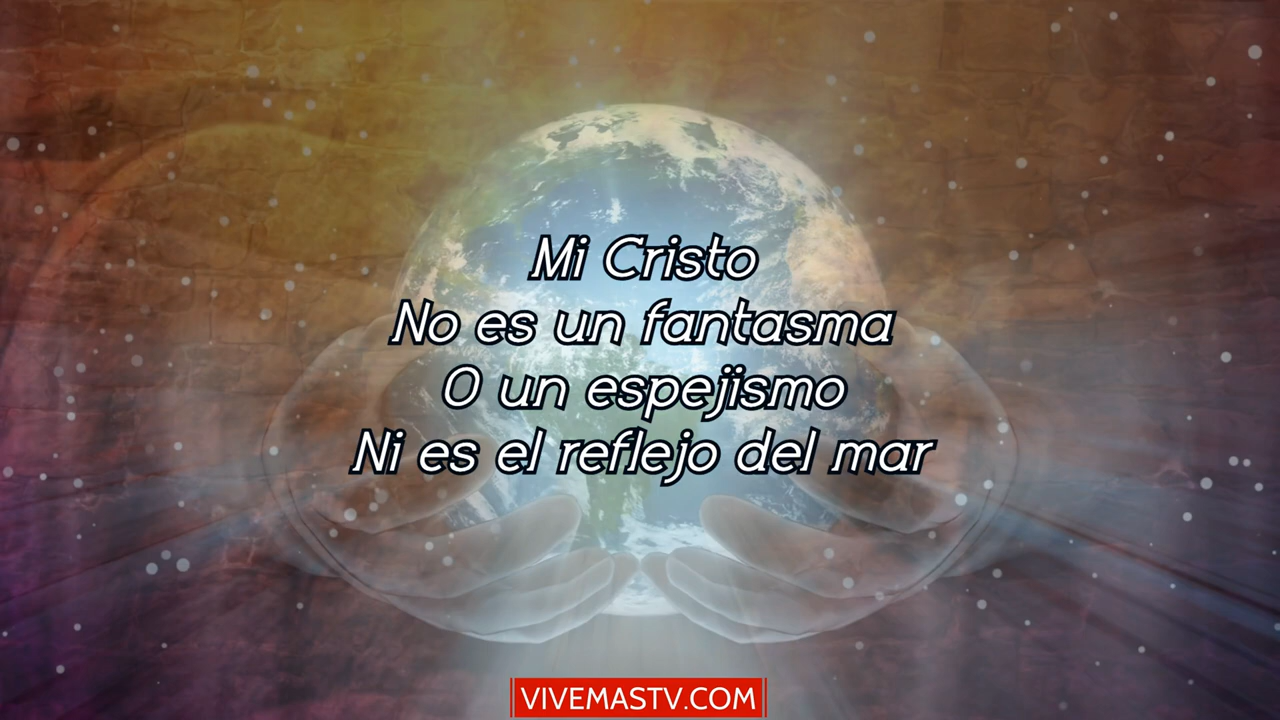 Mi Cristo
No es un fantasma
O un espejismo
Ni es el reflejo del mar
VIVEMASTV.COM